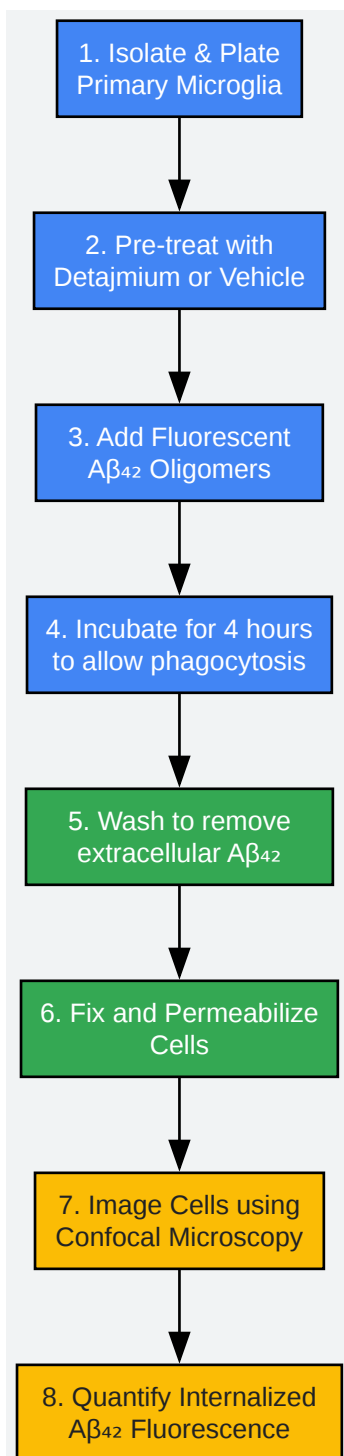 1. Isolate & Plate
Primary Microglia
2. Pre-treat with
Detajmium or Vehicle
3. Add Fluorescent
Aβ₄₂ Oligomers
4. Incubate for 4 hours
to allow phagocytosis
5. Wash to remove
extracellular Aβ₄₂
6. Fix and Permeabilize
Cells
7. Image Cells using
Confocal Microscopy
8. Quantify Internalized
Aβ₄₂ Fluorescence